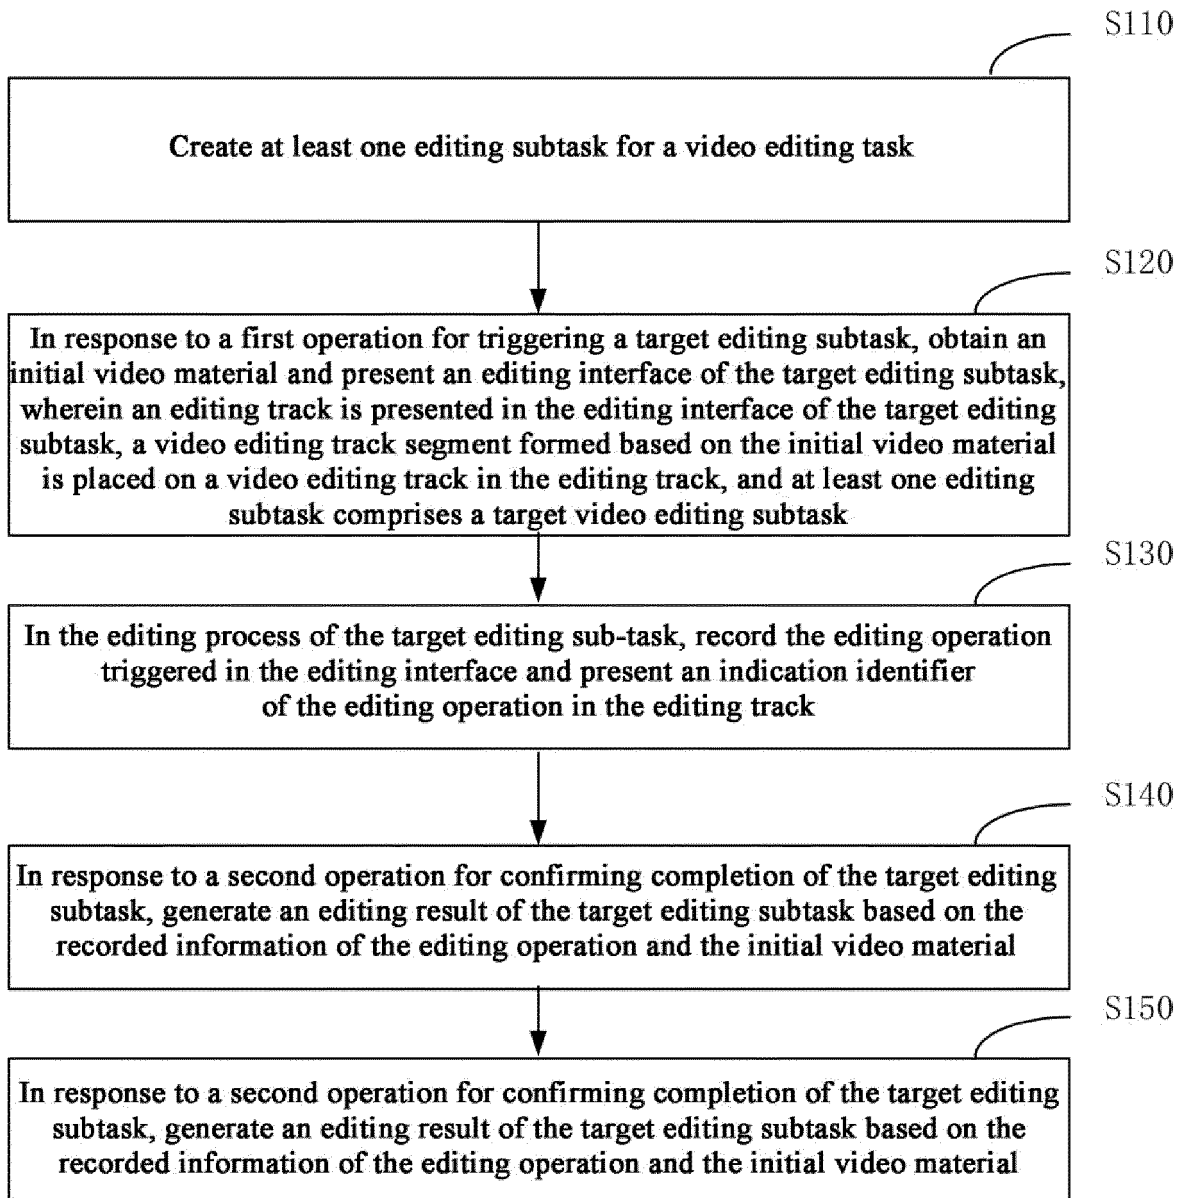 S110
Create at least one editing subtask for a video editing task
S120
In response to a first operation for triggering a target editing subtask, obtain an
initial video material and present an editing interface of the target editing subtask,
wherein an editing track is presented in the editing interface of the target editing
subtask, a video editing track segment formed based on the initial video material
is placed on a video editing track in the editing track, and at least one editing
subtask comprises a target video editing subtask
S130
In the editing process of the target editing sub-task, record the editing operation
triggered in the editing interface and present an indication identifier
of the editing operation in the editing track
S140
In response to a second operation for confirming completion of the target editing
subtask, generate an editing result of the target editing subtask based on the
recorded information of the editing operation and the initial video material
S150
In response to a second operation for confirming completion of the target editing
subtask, generate an editing result of the target editing subtask based on the
recorded information of the editing operation and the initial video material